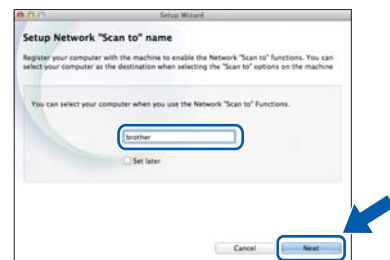 Setup Wizard
Setup Network "Scan to" name
Register your computer with the machine to enable the Network "Scan to" functions. You can
select your computer as the destination when selecting the "Scan to" options on the machine
You can select your computer when you use the Network "Scan to" Functions.
brother
Set later
Cancel Next